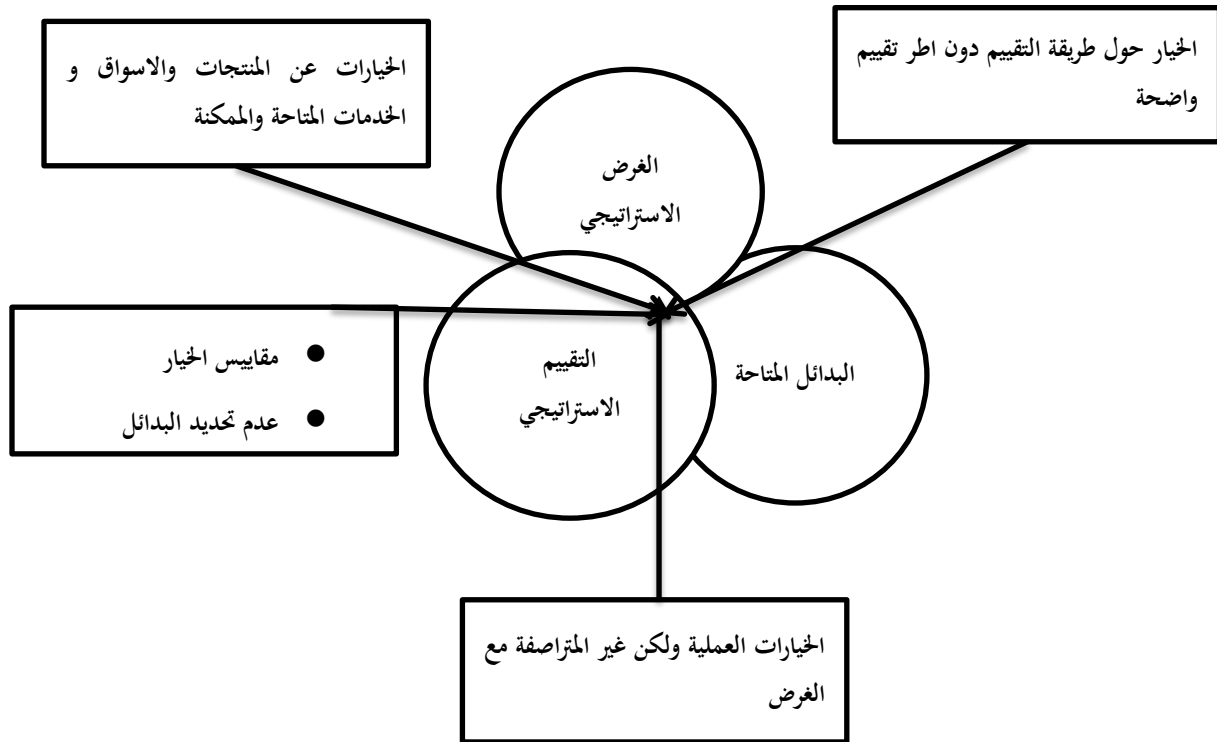 الخيار حول طريقة التقييم دون اطر تقييم
واضحة
الخيارات عن المنتجات والاسواق و
الخدمات المتاحة والممكنة
الغرض
الاستراتيجي
البدائل المتاحة
التقييم
الاستراتيجي
● مقاييس الخيار
● عدم تحديد البدائل
الخيارات العملية ولكن غير المتراصفة مع
الغرض